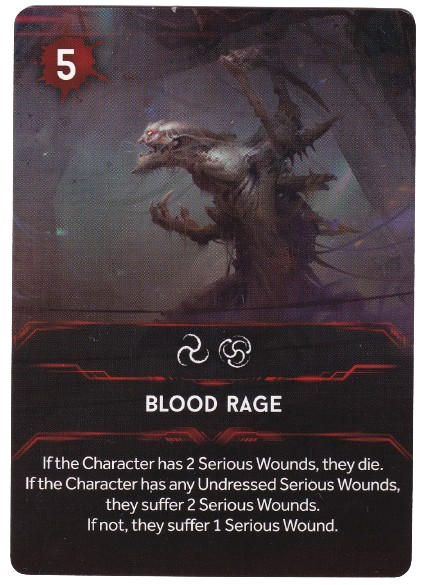 5
BLOOD RAGE
If the Character has 2 Serious Wounds, they die.
If the Character has any Undressed Serious Wounds,
they suffer 2 Serious Wounds.
If not, they suffer 1 Serious Wound.